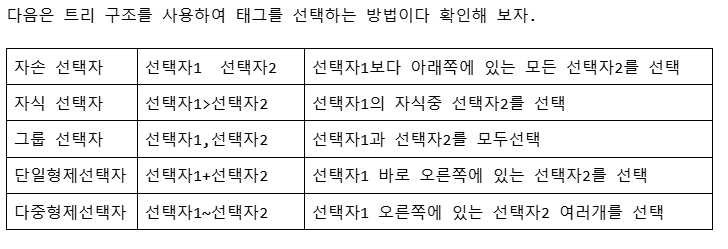 다음은 트리 구조를 사용하여 태그를 선택하는 방법이다 확인해 보자.
자손 선택자 선택자1  선택자2 선택자1보다 아래쪽에 있는 모든 선택자2를 선택
자식 선택자 선택자1>선택자2 선택자1의 자식중 선택자2를 선택
그룹 선택자 선택자1,선택자2 선택자1과 선택자2를 모두선택
단일형제선택자 선택자1+선택자2 선택자1 바로 오른쪽에 있는 선택자2를 선택
다중형제선택자 선택자1~선택자2 선택자1 오른쪽에 있는 선택자2 여러개를 선택